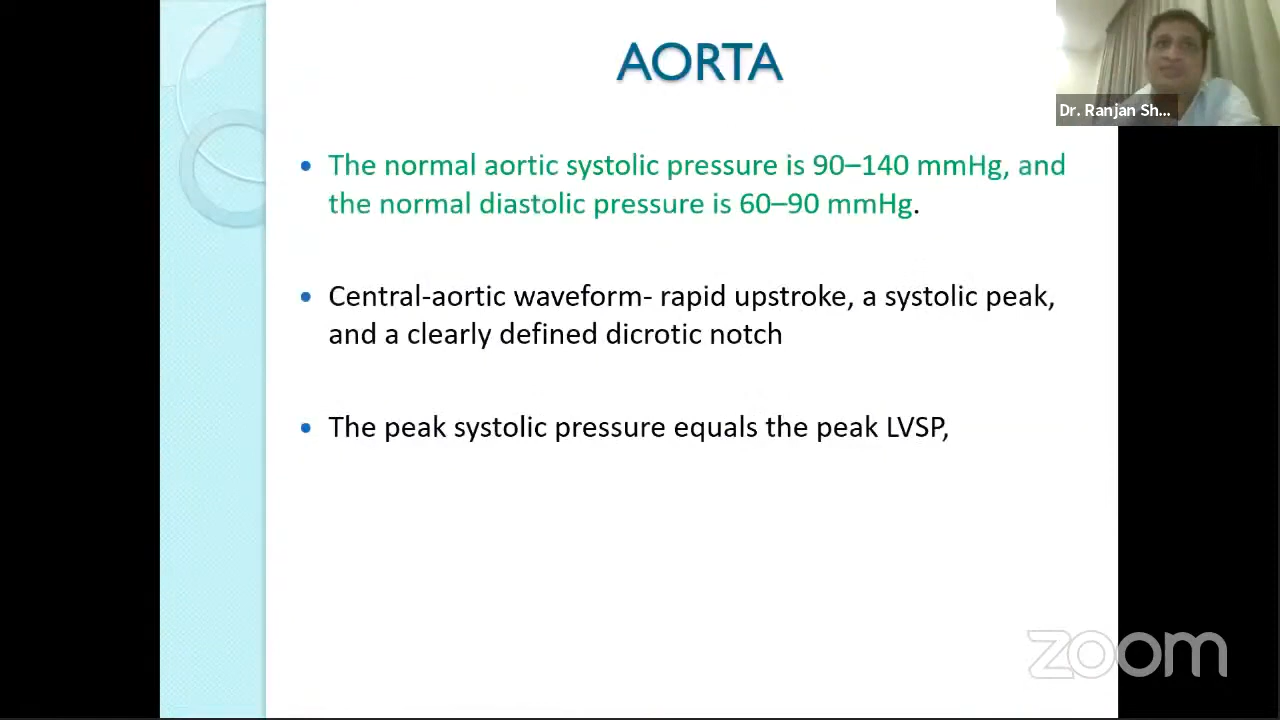 AORTA
Dr. Ranjan Sh...
• The normal aortic systolic pressure is 90–140 mmHg, and
the normal diastolic pressure is 60–90 mmHg.
• Central-aortic waveform- rapid upstroke, a systolic peak,
and a clearly defined dicrotic notch
• The peak systolic pressure equals the peak LVSP,
zoom